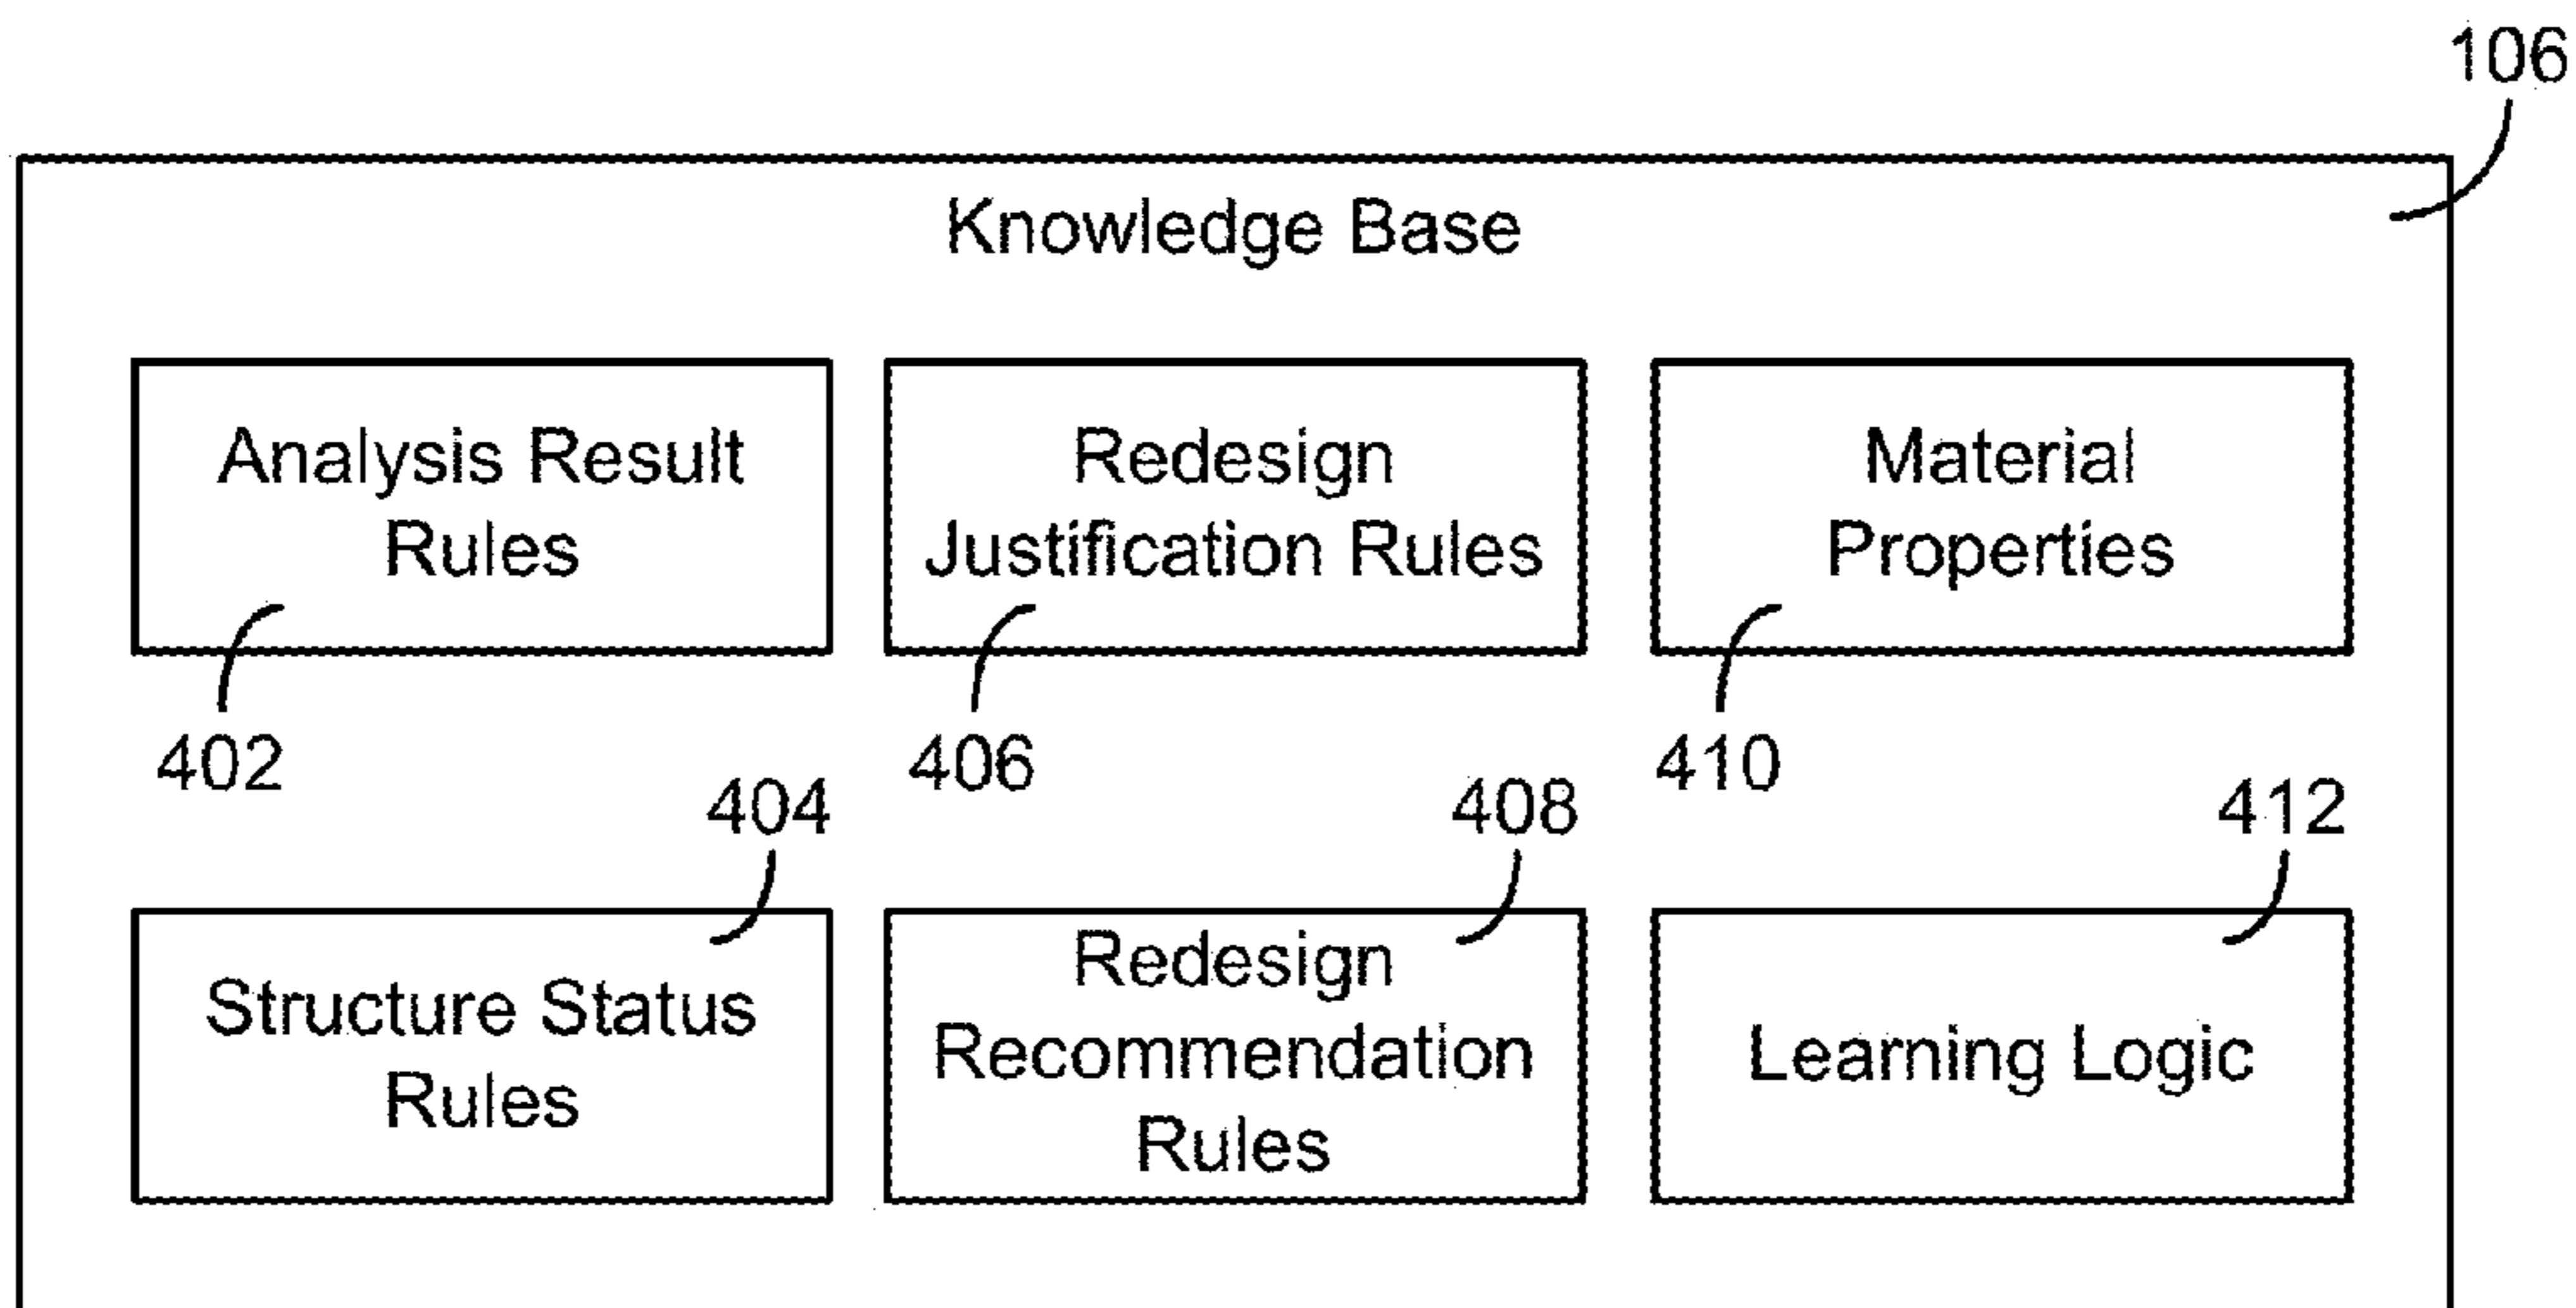 106
Knowledge Base
Analysis Result
Rules
402
Redesign
Justification Rules
406
Material
Properties
410
404
Structure Status
Rules
408
Redesign
Recommendation
Rules
412
Learning Logic